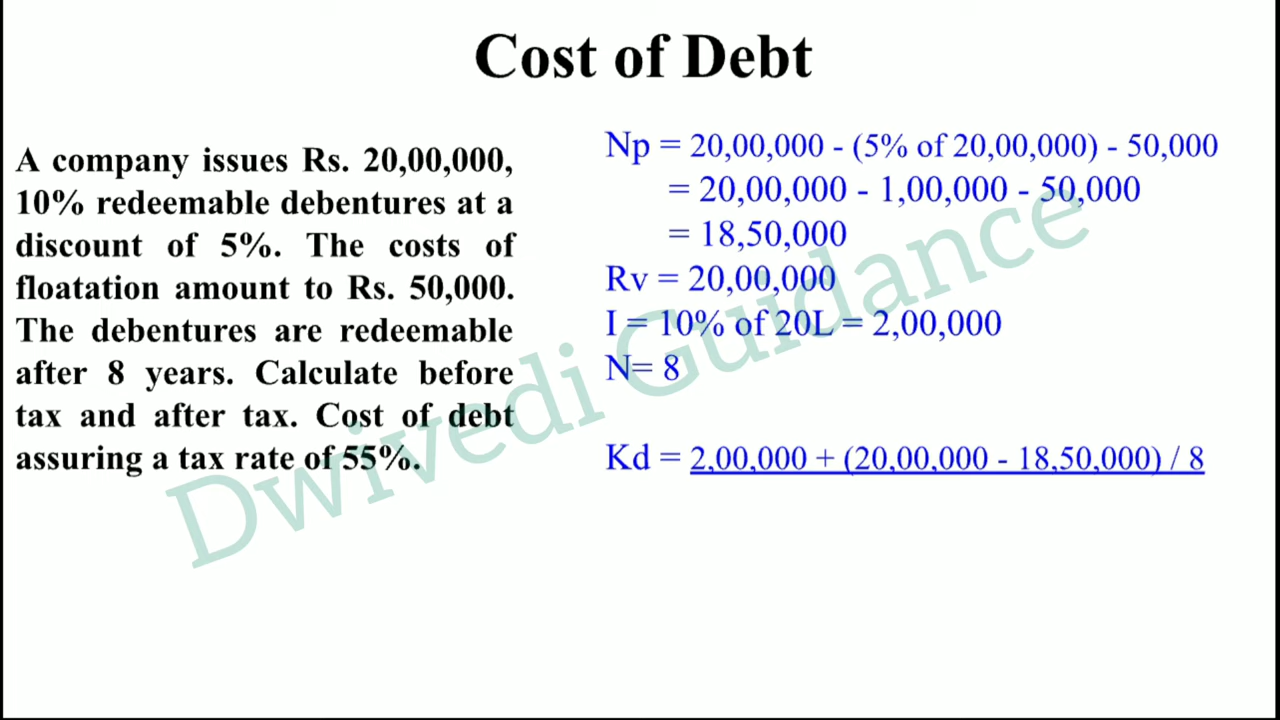 Cost of Debt
A company issues Rs. 20,00,000,
10% redeemable debentures at a
discount of 5%. The costs of
floatation amount to Rs. 50,000.
The debentures are redeemable
after 8 years. Calculate before
tax and after tax. Cost of debt
assuring a tax rate of 55%.
Np = 20,00,000 - (5% of 20,00,000) - 50,000
= 20,00,000 - 1,00,000 - 50,000
= 18,50,000
Rv = 20,00,000
I = 10% of 20L = 2,00,000
N= 8
Kd = 2,00,000 + (20,00,000 - 18,50,000) / 8
Dwivedi Guidance